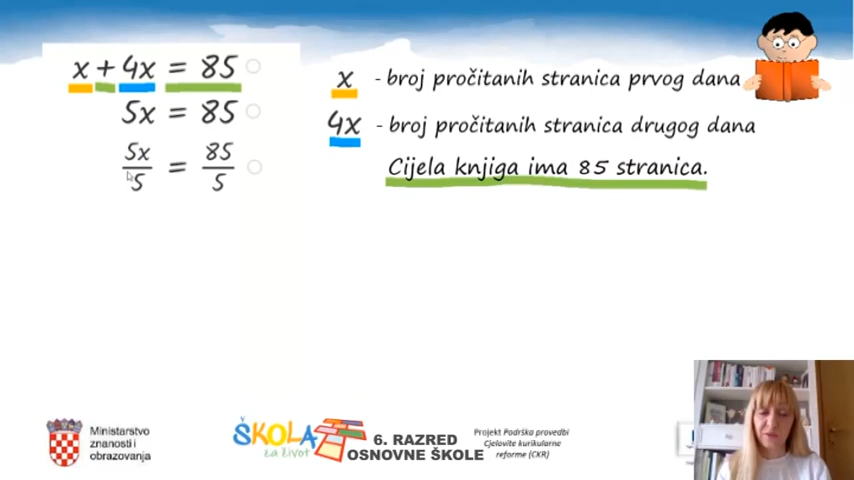 x + 4x = 85
5x = 85
5x/5 = 85/5
x - broj pročitanih stranica prvog dana
4x - broj pročitanih stranica drugog dana
Cijela knjiga ima 85 stranica.
Ministarstvo
znanosti i
obrazovanja
ŠKOLA
za život
6. RAZRED
OSNOVNE ŠKOLE
Projekt Podrška provedbi
Cjelovite kurikularne
reforme (CKR)